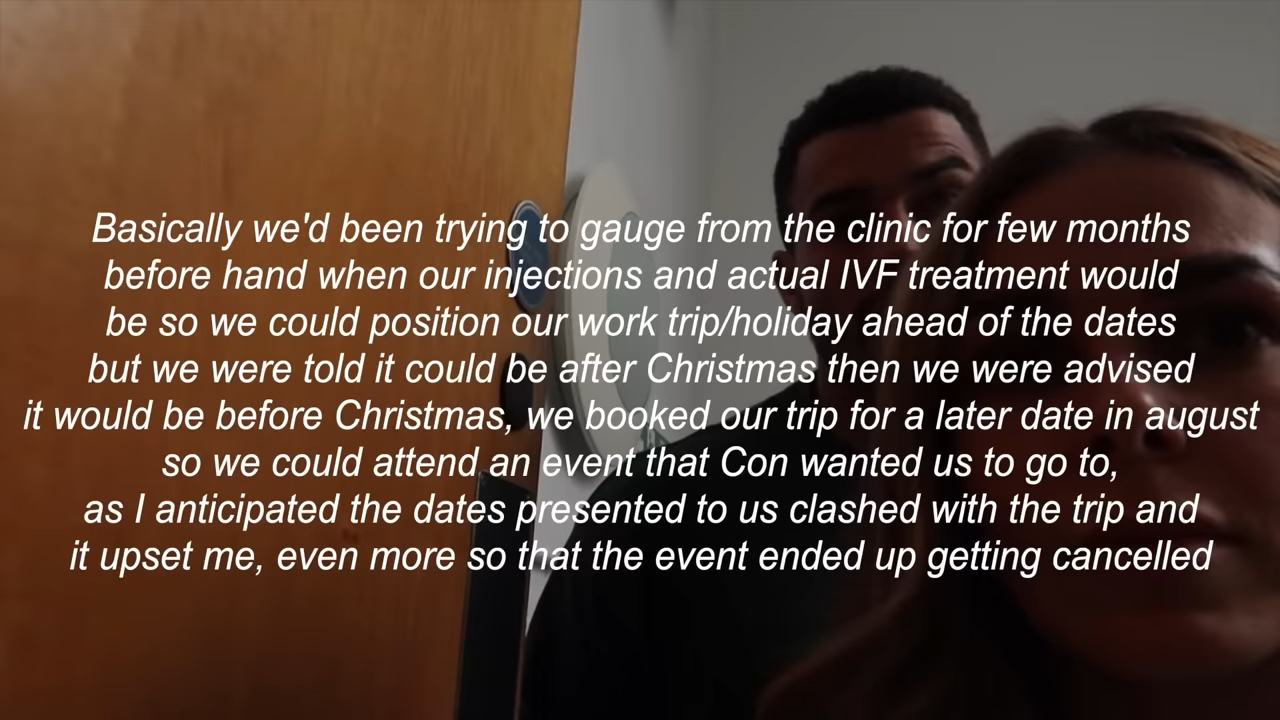 Basically we'd been trying to gauge from the clinic for few months
before hand when our injections and actual IVF treatment would
be so we could position our work trip/holiday ahead of the dates
but we were told it could be after Christmas then we were advised
it would be before Christmas, we booked our trip for a later date in august
so we could attend an event that Con wanted us to go to,
as I anticipated the dates presented to us clashed with the trip and
it upset me, even more so that the event ended up getting cancelled